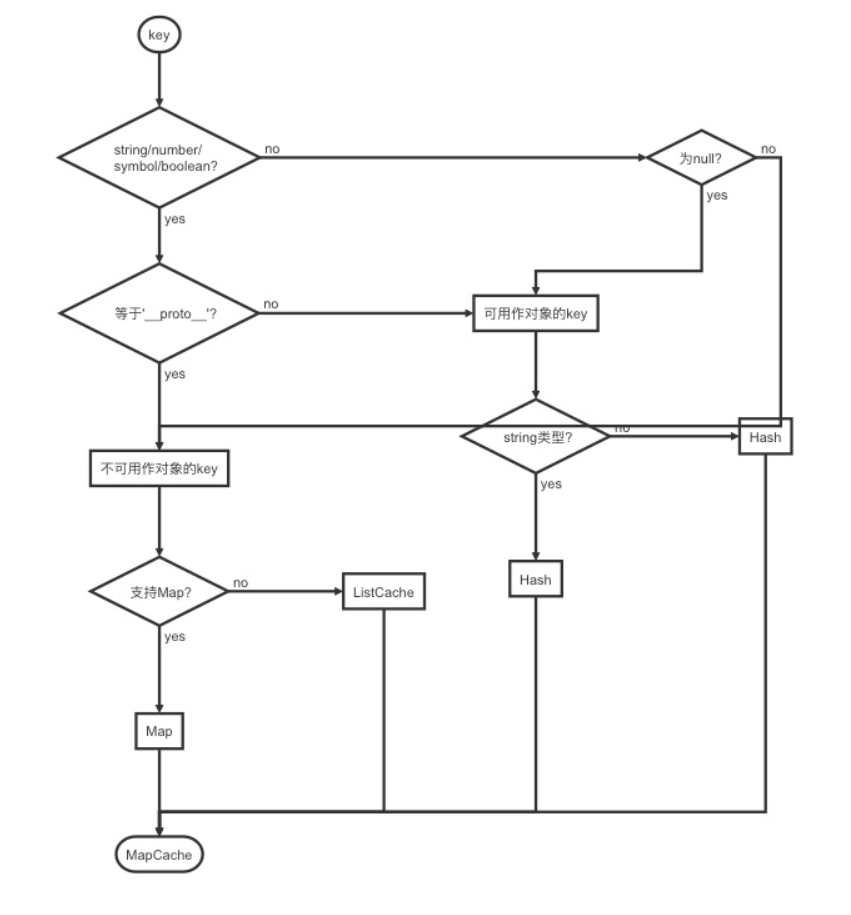 key
string/number/
symbol/boolean?
no
为null?
no
yes
yes
等于'__proto__'?
no
可用作对象的key
yes
string类型?
no
Hash
不可用作对象的key
yes
支持Map?
no
ListCache
Hash
yes
Map
MapCache